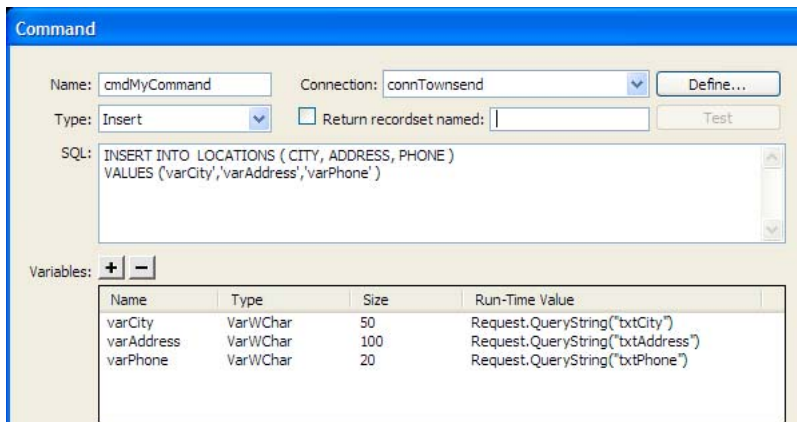 Command
Name: cmdMyCommand Connection: connTownsend Define...
Type: Insert Return recordset named: Test
SQL: INSERT INTO LOCATIONS ( CITY, ADDRESS, PHONE )
VALUES ('varCity','varAddress','varPhone' )
Variables: + −
Name Type Size Run-Time Value
varCity VarWChar 50 Request.QueryString("txtCity")
varAddress VarWChar 100 Request.QueryString("txtAddress")
varPhone VarWChar 20 Request.QueryString("txtPhone")